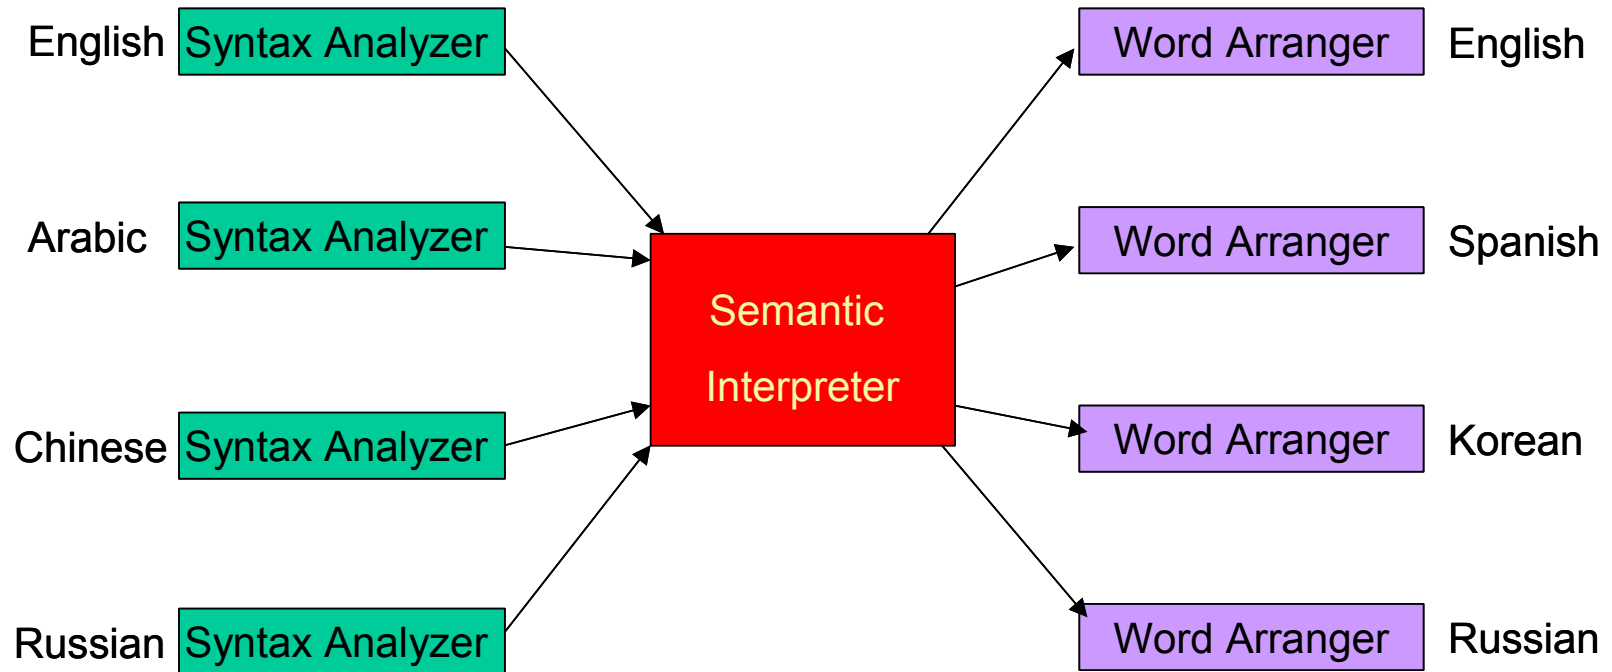 English Syntax Analyzer Word Arranger English
Arabic Syntax Analyzer Word Arranger Spanish
Semantic
Interpreter
Chinese Syntax Analyzer Word Arranger Korean
Russian Syntax Analyzer Word Arranger Russian